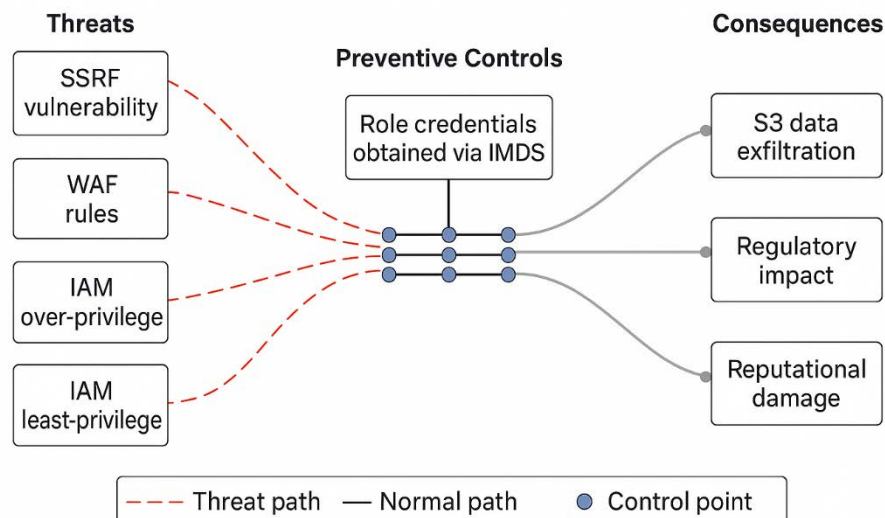 Threats
SSRF
vulnerability
WAF
rules
IAM
over-privilege
IAM
least-privilege
Preventive Controls
Role credentials
obtained via IMDS
Consequences
S3 data
exfiltration
Regulatory
impact
Reputational
damage
Threat path
Normal path
Control point